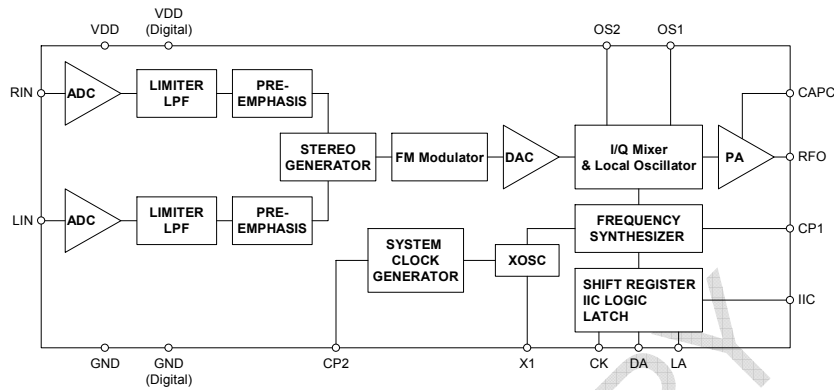 VDD
VDD
(Digital)
OS2
OS1
RIN
ADC
LIMITER
LPF
PRE-
EMPHASIS
CAPC
STEREO
GENERATOR
FM Modulator
DAC
I/Q Mixer
& Local Oscillator
PA
RFO
LIN
ADC
LIMITER
LPF
PRE-
EMPHASIS
FREQUENCY
SYNTHESIZER
CP1
SYSTEM
CLOCK
GENERATOR
XOSC
SHIFT REGISTER
IIC LOGIC
LATCH
IIC
GND
GND
(Digital)
CP2
X1
CK
DA
LA